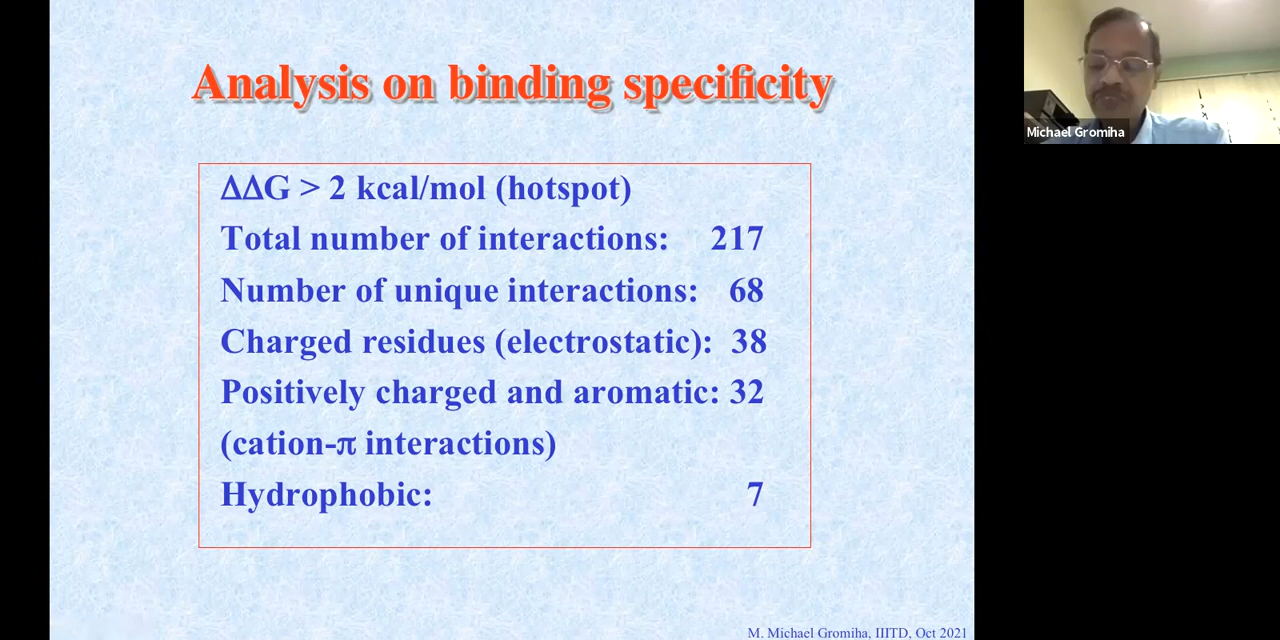 Analysis on binding specificity
ΔΔG > 2 kcal/mol (hotspot)
Total number of interactions: 217
Number of unique interactions: 68
Charged residues (electrostatic): 38
Positively charged and aromatic: 32
(cation-π interactions)
Hydrophobic: 7
M. Michael Gromiha, IIITD, Oct 2021
Michael Gromiha